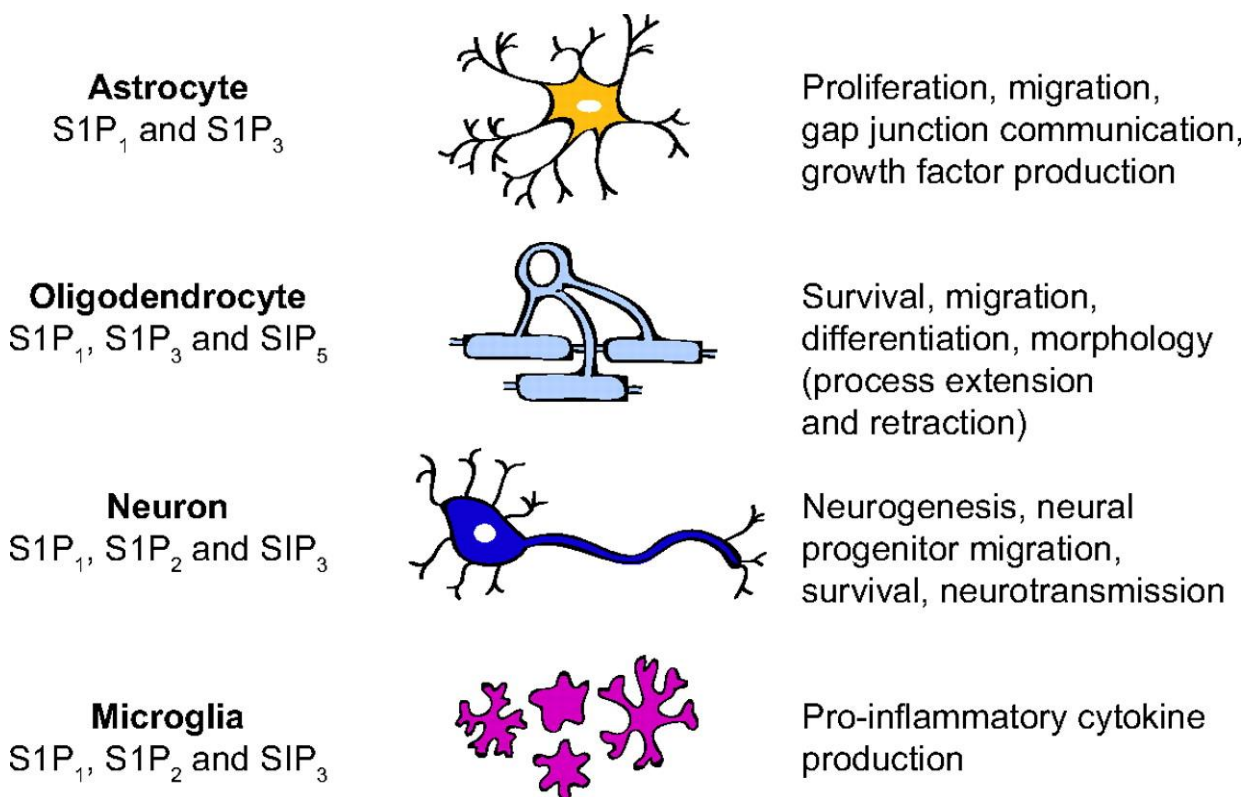 Astrocyte
S1P₁ and S1P₃
Proliferation, migration,
gap junction communication,
growth factor production
Oligodendrocyte
S1P₁, S1P₃ and SIP₅
Survival, migration,
differentiation, morphology
(process extension
and retraction)
Neuron
S1P₁, S1P₂ and SIP₃
Neurogenesis, neural
progenitor migration,
survival, neurotransmission
Microglia
S1P₁, S1P₂ and SIP₃
Pro-inflammatory cytokine
production